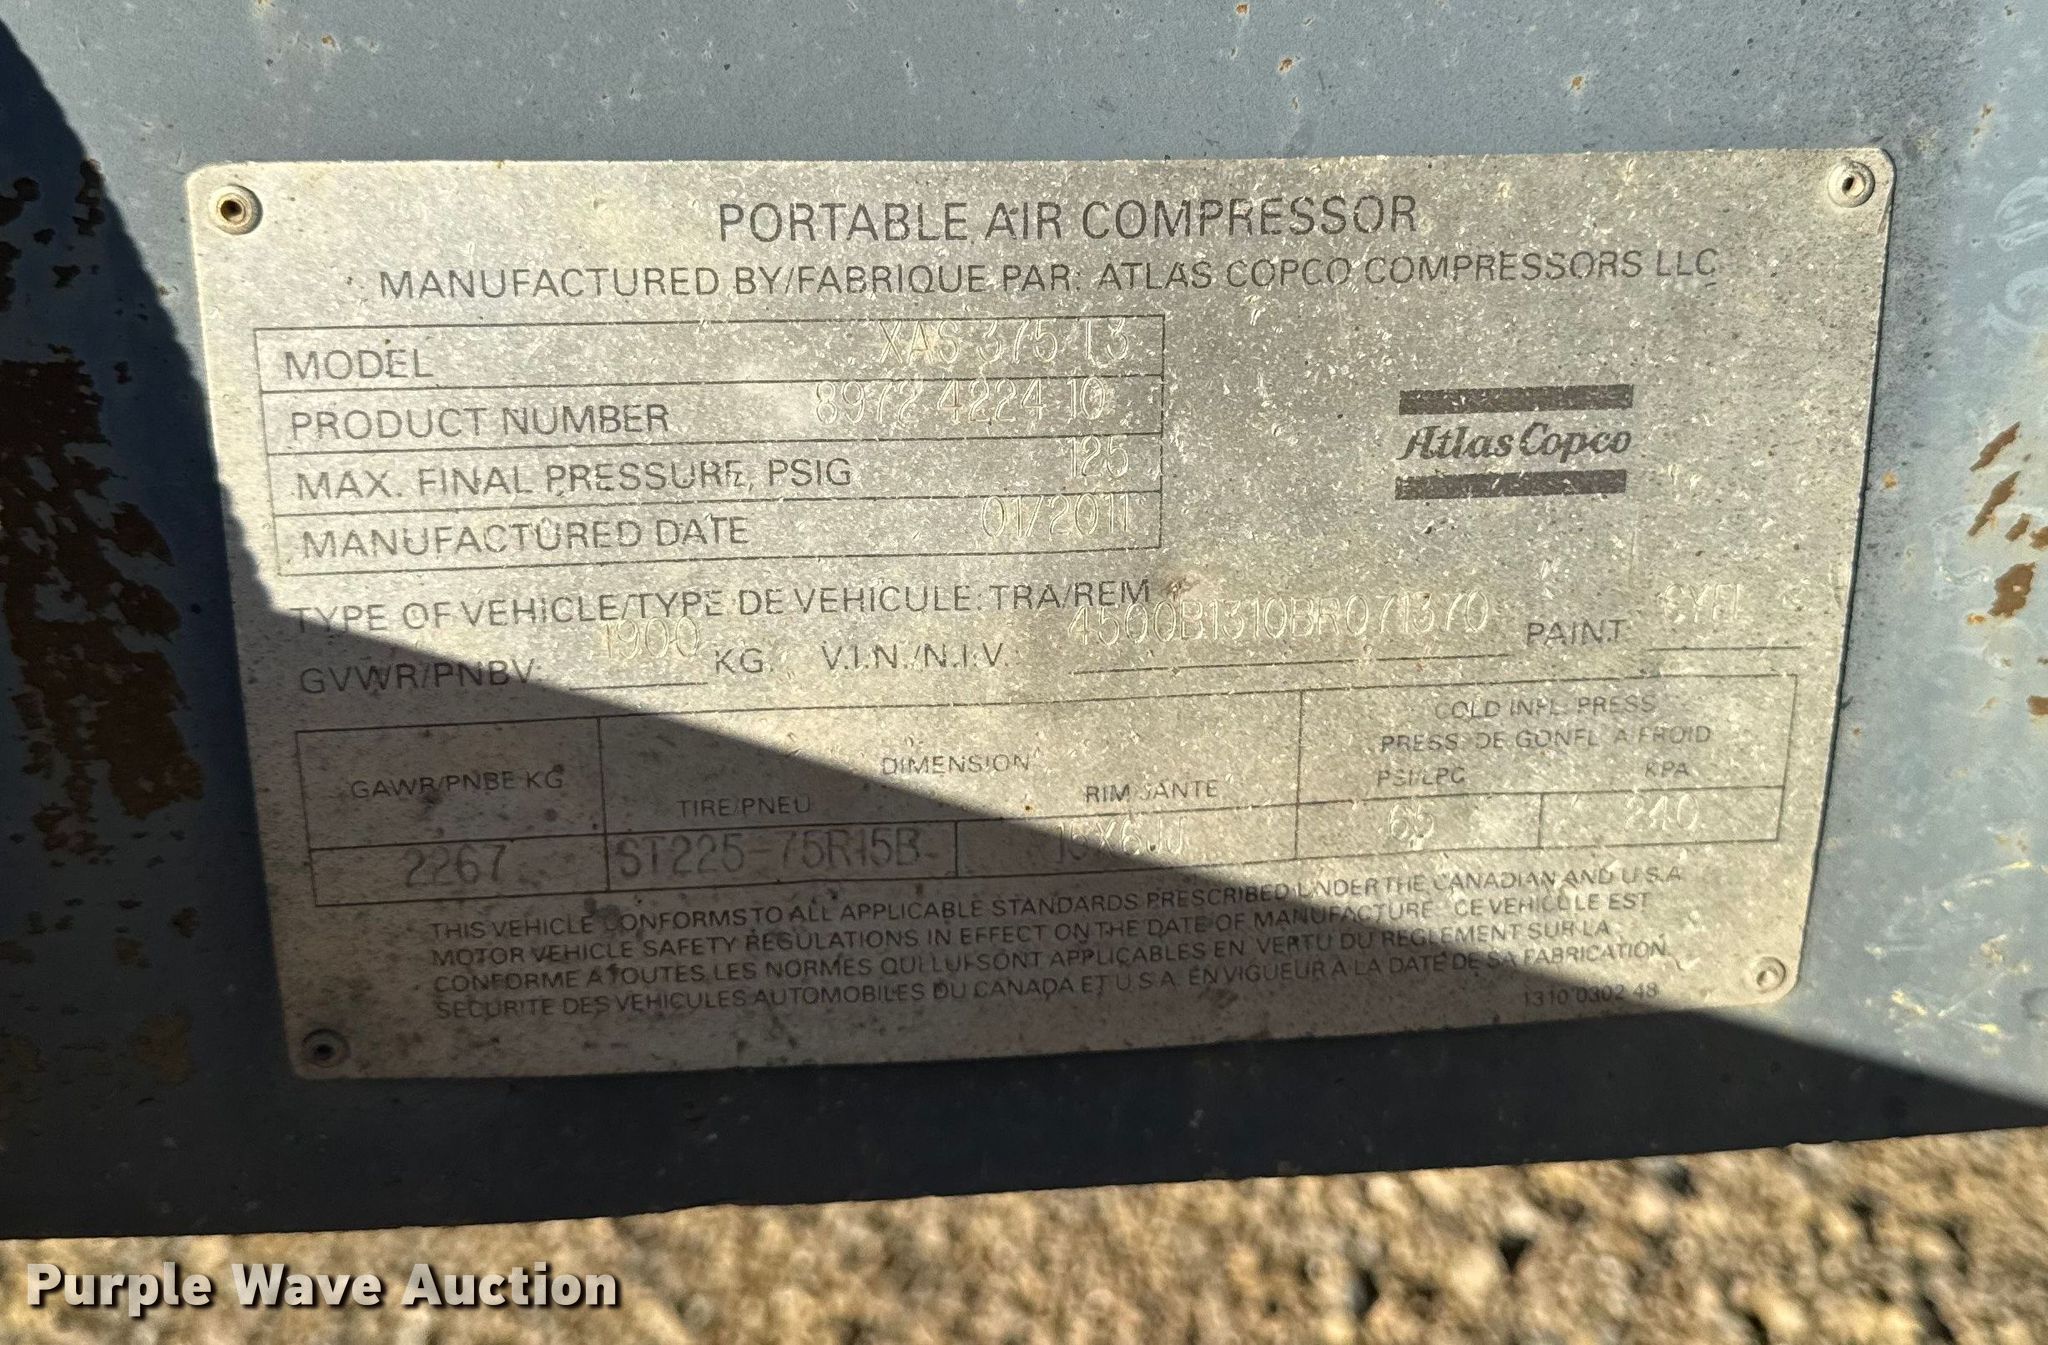 PORTABLE AIR COMPRESSOR
MANUFACTURED BY/FABRIQUE PAR: ATLAS COPCO COMPRESSORS LLC
MODEL XAS 375 T3
PRODUCT NUMBER 8972 4224 10
MAX. FINAL PRESSURE, PSIG 125
MANUFACTURED DATE 01/2011
Atlas Copco
TYPE OF VEHICLE/TYPE DE VEHICULE: TRA/REM
GVWR/PNBV 1900 KG. V.I.N./N.I.V. 4500B1310BR071370 PAINT
COLD INFL. PRESS
PRESS. DE GONFL A FROID
GAWR/PNBE KG DIMENSION PSI/LPC KPA
TIRE/PNEU RIM JANTE
2267 ST225-75R15B 15X6JJ 65 240
THIS VEHICLE CONFORMS TO ALL APPLICABLE STANDARDS PRESCRIBED UNDER THE CANADIAN AND U.S.A
MOTOR VEHICLE SAFETY REGULATIONS IN EFFECT ON THE DATE OF MANUFACTURE - CE VEHICULE EST
CONFORME A TOUTES LES NORMES QUI LUI SONT APPLICABLES EN VERTU DU REGLEMENT SUR LA
SECURITE DES VEHICULES AUTOMOBILES DU CANADA ET U.S.A. EN VIGUEUR A LA DATE DE SA FABRICATION.
1310 0302 48
Purple Wave Auction